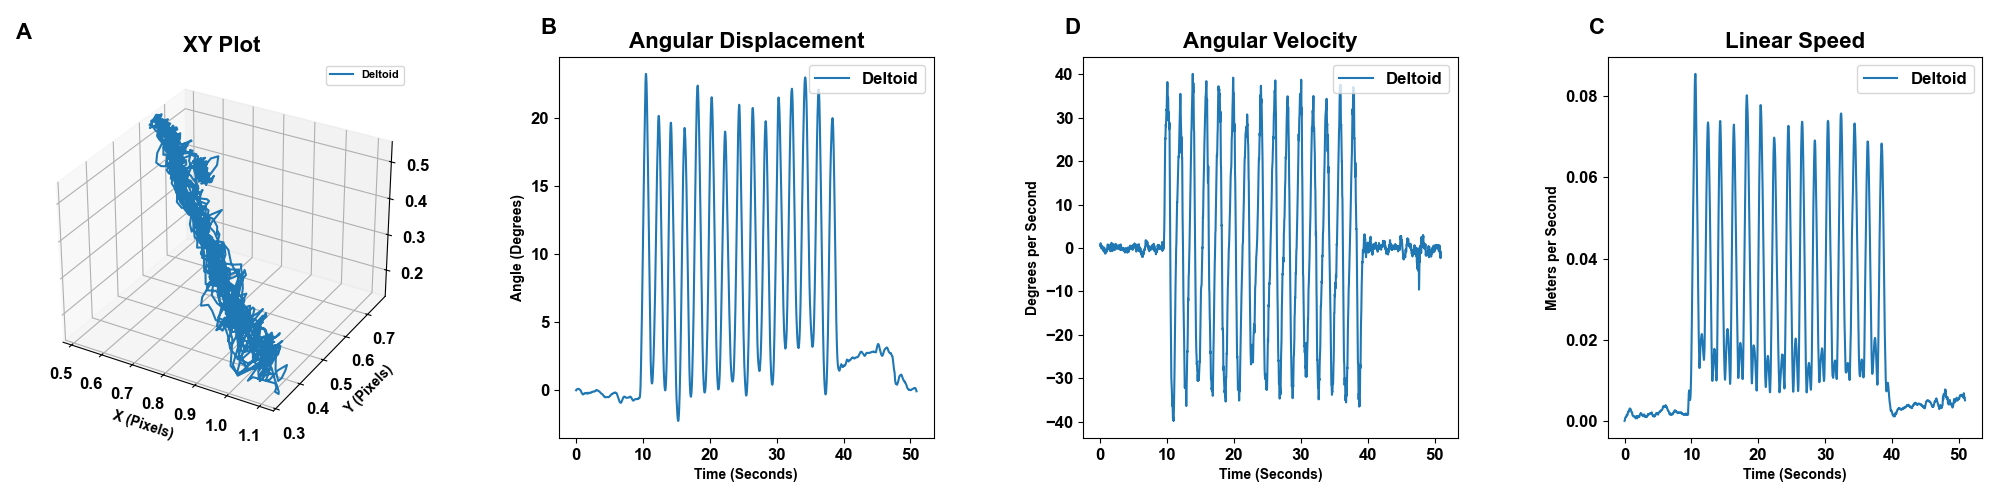 A
XY Plot
Deltoid
0.5
0.4
0.3
0.2
0.7
0.6
0.5
0.4
0.3
Y (Pixels)
0.5
0.6
0.7
0.8
0.9
1.0
1.1
X (Pixels)
B
Angular Displacement
Deltoid
20
15
10
5
0
Angle (Degrees)
0 10 20 30 40 50
Time (Seconds)
D
Angular Velocity
Deltoid
40
30
20
10
0
−10
−20
−30
−40
Degrees per Second
0 10 20 30 40 50
Time (Seconds)
C
Linear Speed
Deltoid
0.08
0.06
0.04
0.02
0.00
Meters per Second
0 10 20 30 40 50
Time (Seconds)